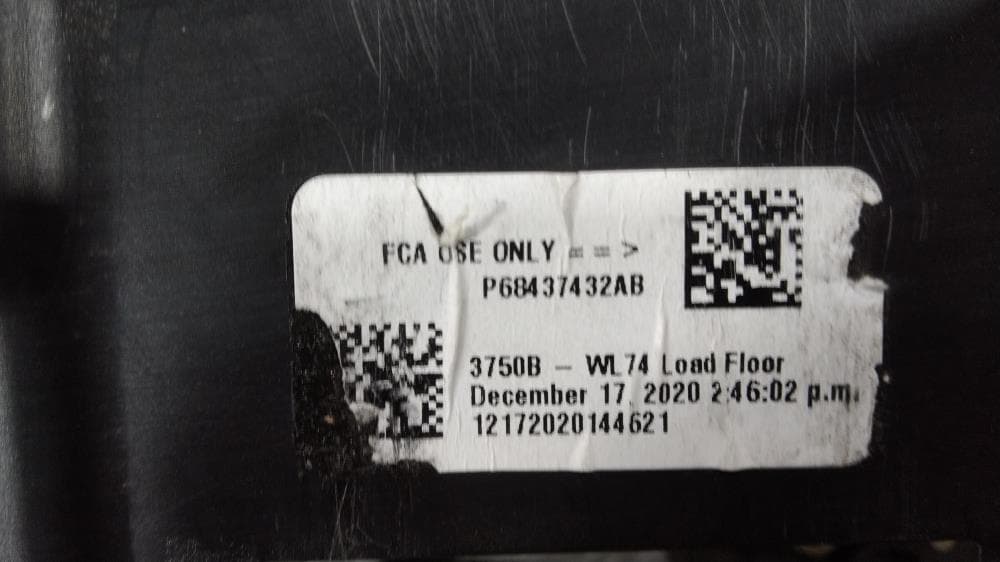 FCA USE ONLY = = >
P68437432AB
3750B - WL74 Load Floor
December 17, 2020 2:46:02 p.m.
12172020144621